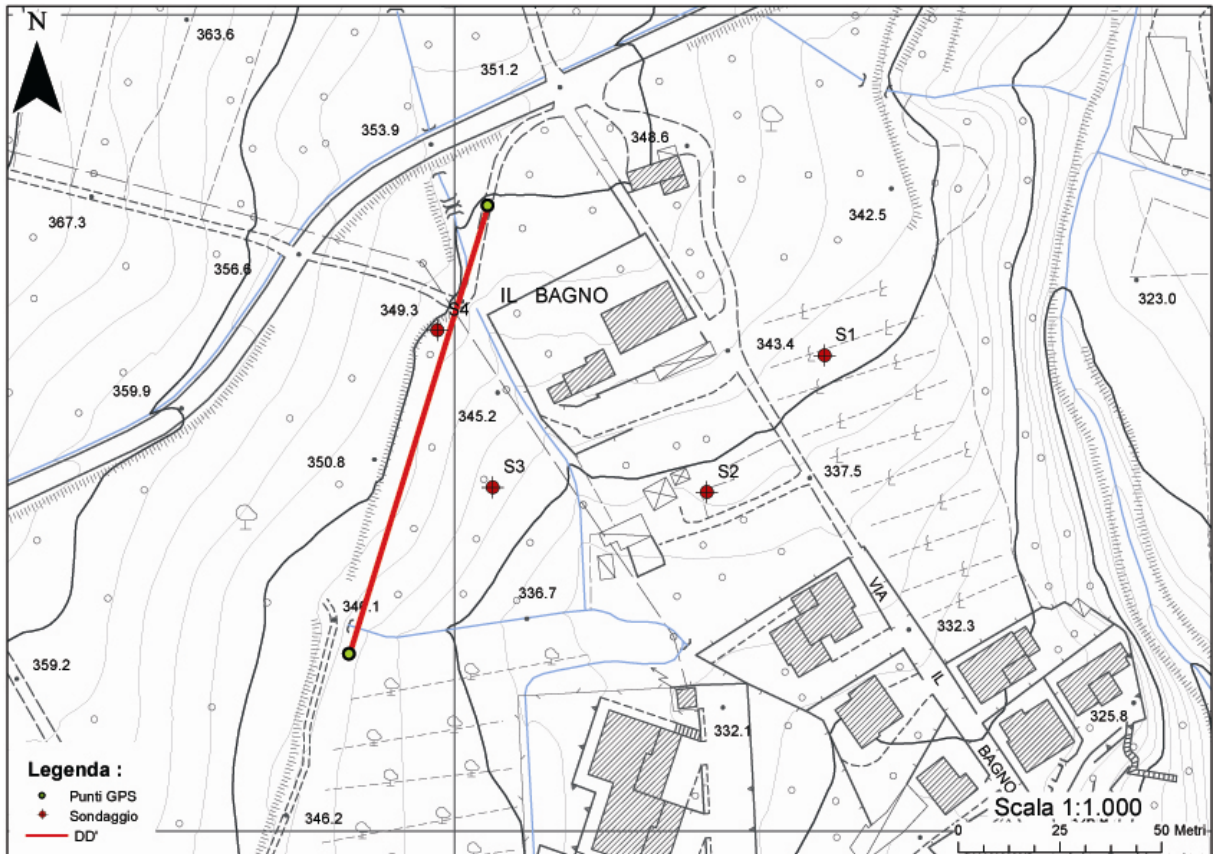 N
363.6
351.2
353.9
348.6
342.5
367.3
356.6
323.0
IL BAGNO
349.3
S4
343.4
S1
359.9
345.2
350.8
S3
S2
337.5
VIA
336.7
332.3
359.2
IL
332.1
325.8
BAGNO
Legenda :
Punti GPS
Sondaggio
DD'
346.2
Scala 1:1.000
0 25 50 Metri